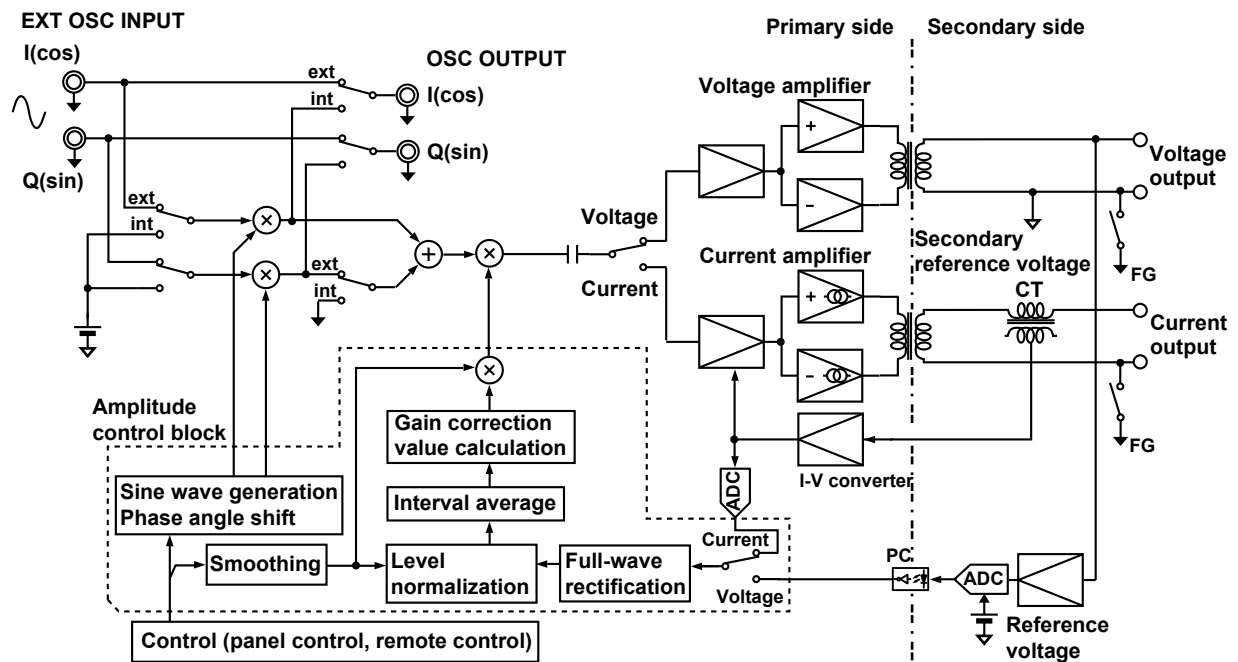 EXT OSC INPUT
I(cos)
Q(sin)
OSC OUTPUT
ext
int
I(cos)
Q(sin)
ext
int
×
×
ext
int
+
×
Voltage
Current
Primary side
Secondary side
Voltage amplifier
+
−
Voltage
output
FG
Secondary
reference voltage
Current amplifier
+
−
CT
Current
output
FG
I-V converter
ADC
Amplitude
control block
×
Gain correction
value calculation
Interval average
Sine wave generation
Phase angle shift
Smoothing
Level
normalization
Full-wave
rectification
Current
Voltage
PC
ADC
Reference
voltage
Control (panel control, remote control)